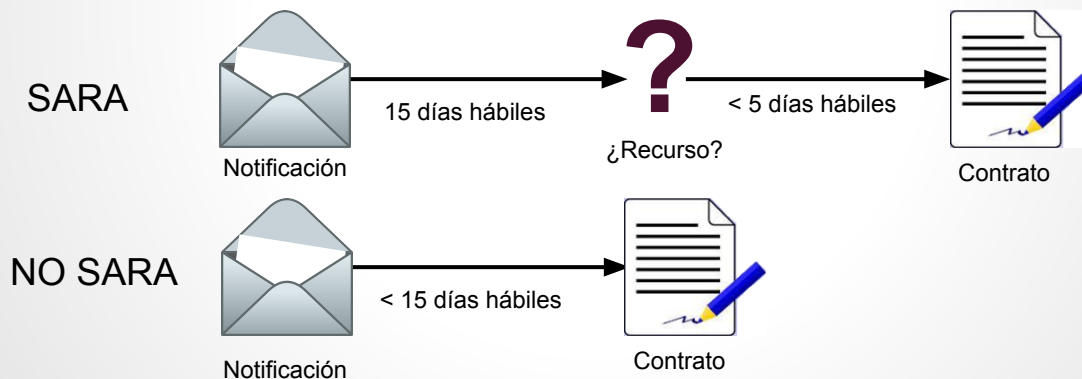 SARA
15 días hábiles
< 5 días hábiles
Notificación
¿Recurso?
Contrato
NO SARA
< 15 días hábiles
Notificación
Contrato